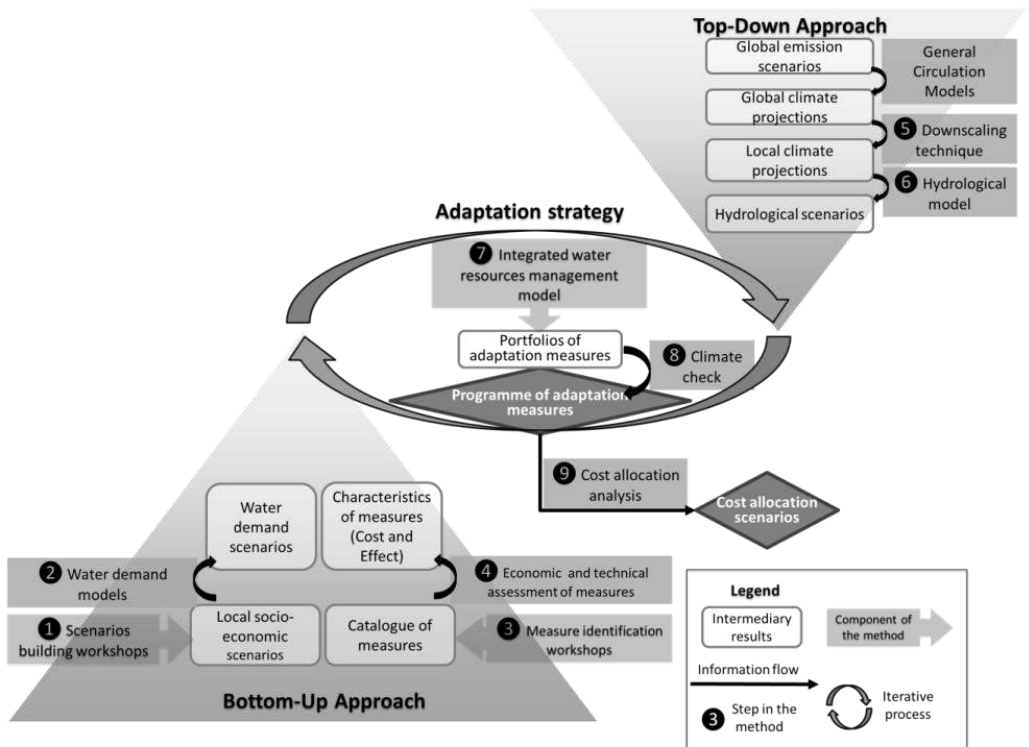 Top-Down Approach
Global emission
scenarios
General
Circulation
Models
Global climate
projections
5 Downscaling
technique
Local climate
projections
6 Hydrological
model
Hydrological scenarios
Adaptation strategy
7 Integrated water
resources management
model
Portfolios of
adaptation measures
8 Climate
check
Programme of adaptation
measures
9 Cost allocation
analysis
Cost allocation
scenarios
Water
demand
scenarios
Characteristics
of measures
(Cost and
Effect)
2 Water demand
models
4 Economic and technical
assessment of measures
1 Scenarios
building workshops
Local socio-
economic
scenarios
Catalogue of
measures
3 Measure identification
workshops
Bottom-Up Approach
Legend
Intermediary
results
Component of
the method
Information flow
3 Step in the
method
Iterative
process